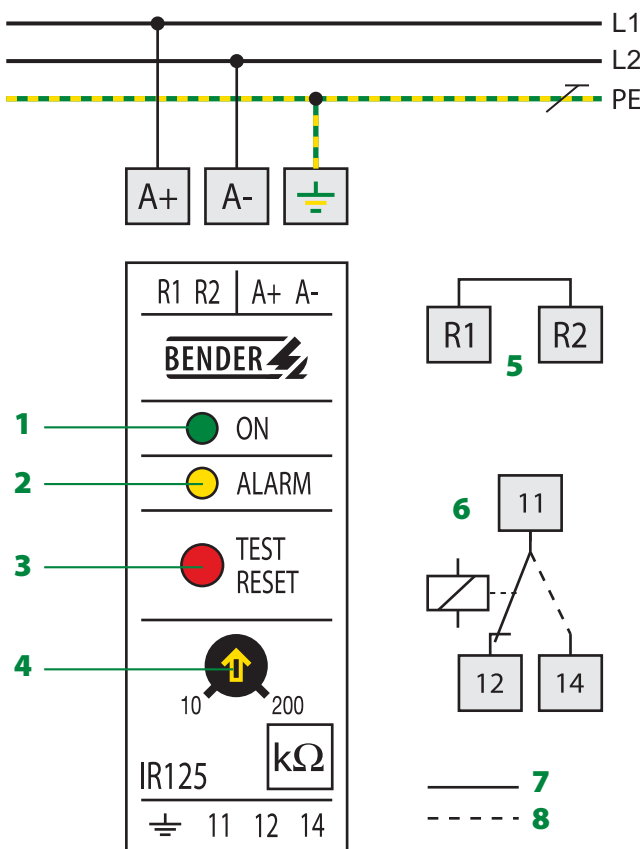 L1
L2
PE
A+ A-
R1 R2 A+ A-
BENDER
R1 R2
5
1 ON
2 ALARM
6 11
3 TEST
RESET
12 14
4
10 200
kΩ
IR125
7
8
11 12 14